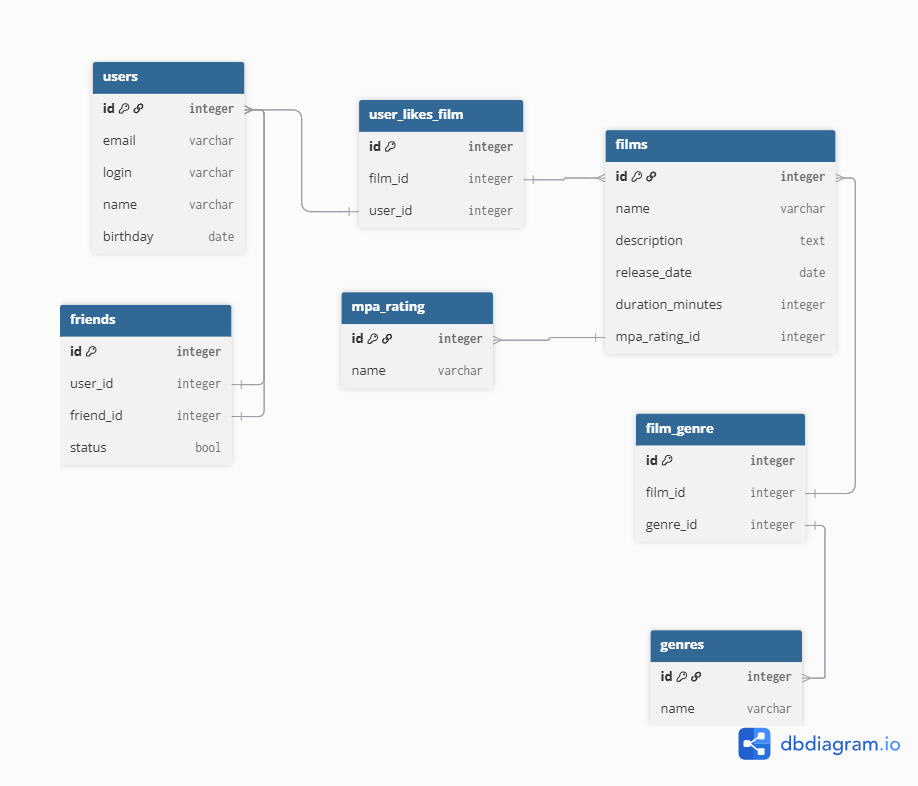 users
id integer
email varchar
login varchar
name varchar
birthday date
user_likes_film
id integer
film_id integer
user_id integer
films
id integer
name varchar
description text
release_date date
duration_minutes integer
mpa_rating_id integer
friends
id integer
user_id integer
friend_id integer
status bool
mpa_rating
id integer
name varchar
film_genre
id integer
film_id integer
genre_id integer
genres
id integer
name varchar
dbdiagram.io